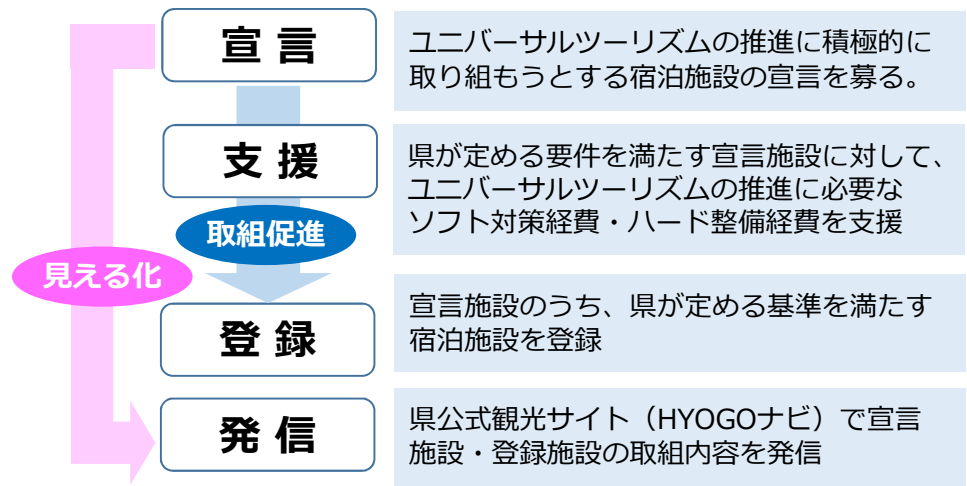 宣言
ユニバーサルツーリズムの推進に積極的に
取り組もうとする宿泊施設の宣言を募る。
支援
県が定める要件を満たす宣言施設に対して、
ユニバーサルツーリズムの推進に必要な
ソフト対策経費・ハード整備経費を支援
取組促進
見える化
登録
宣言施設のうち、県が定める基準を満たす
宿泊施設を登録
発信
県公式観光サイト（HYOGOナビ）で宣言
施設・登録施設の取組内容を発信